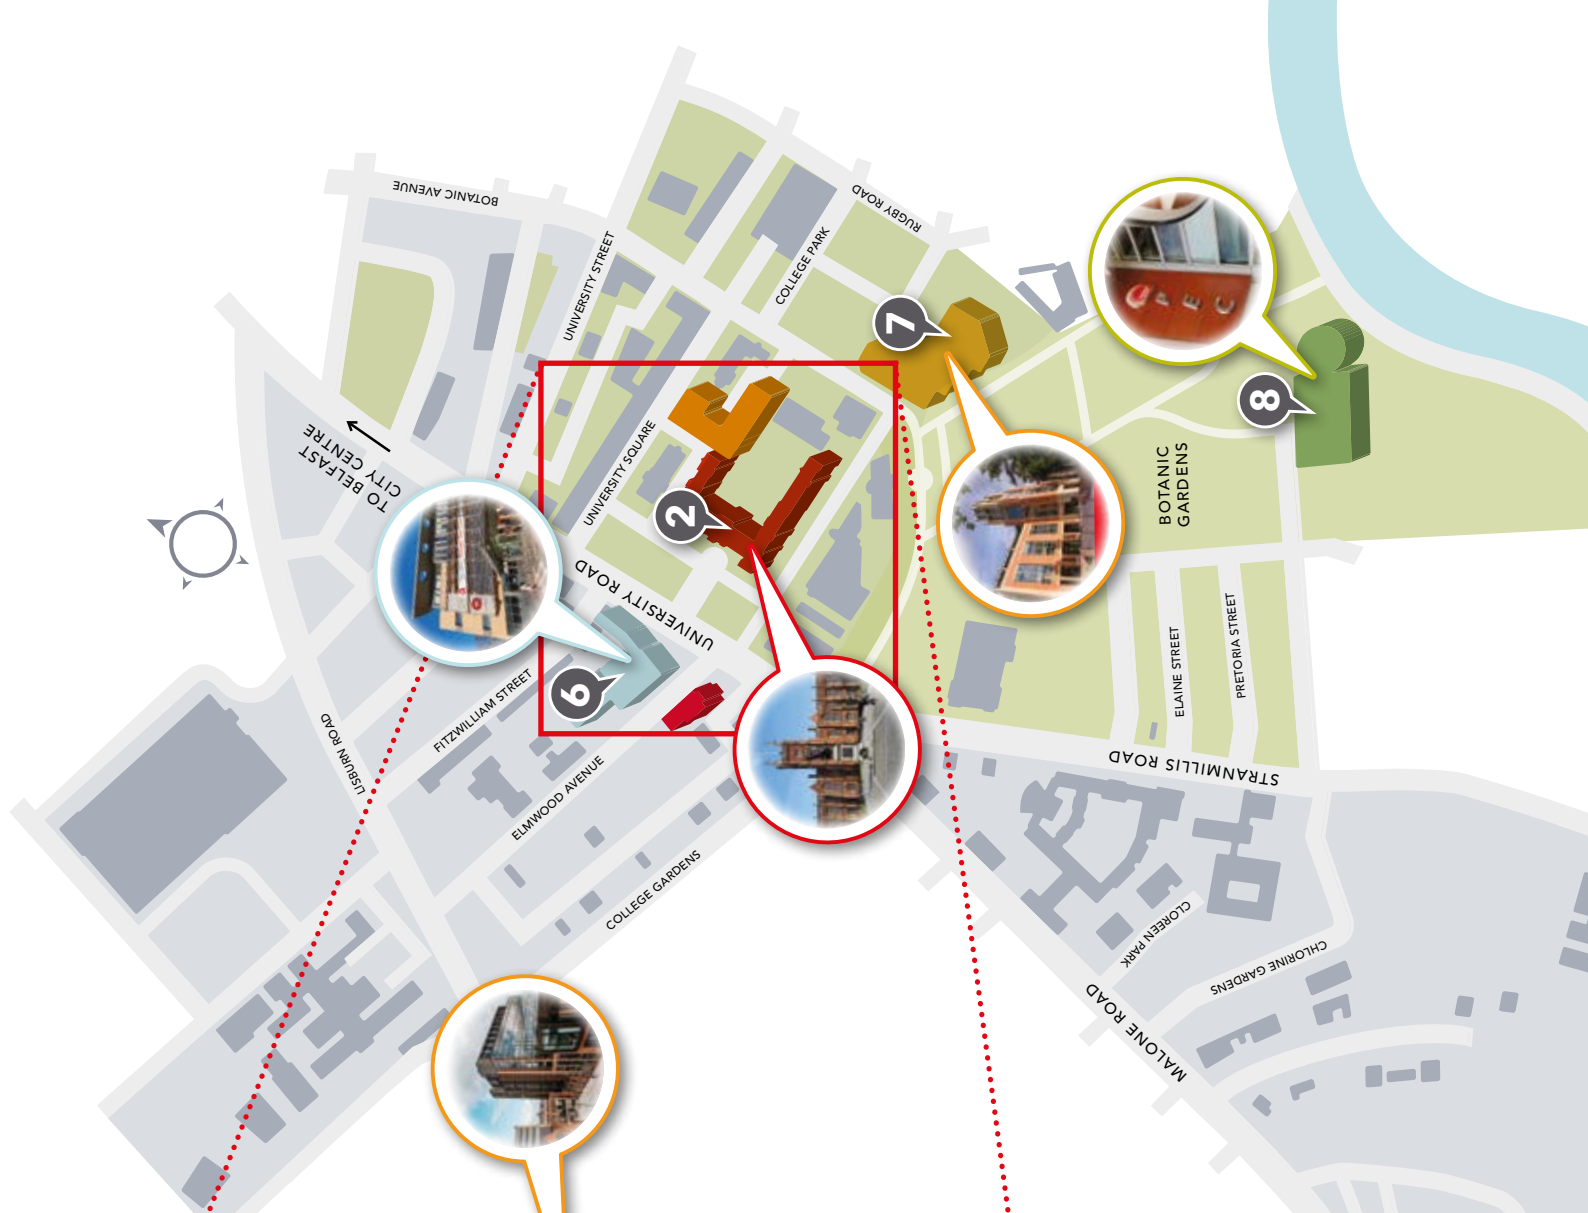 BOTANIC AVENUE
UNIVERSITY STREET
COLLEGE PARK
RUGBY ROAD
TO BELFAST
CITY CENTRE
UNIVERSITY SQUARE
UNIVERSITY ROAD
7
8
2
6
PEC
BOTANIC
GARDENS
FITZWILLIAM STREET
LISBURN ROAD
ELMWOOD AVENUE
COLLEGE GARDENS
ELAINE STREET
PRETORIA STREET
STRANMILLIS ROAD
CLOREEN PARK
CHLORINE GARDENS
MALONE ROAD